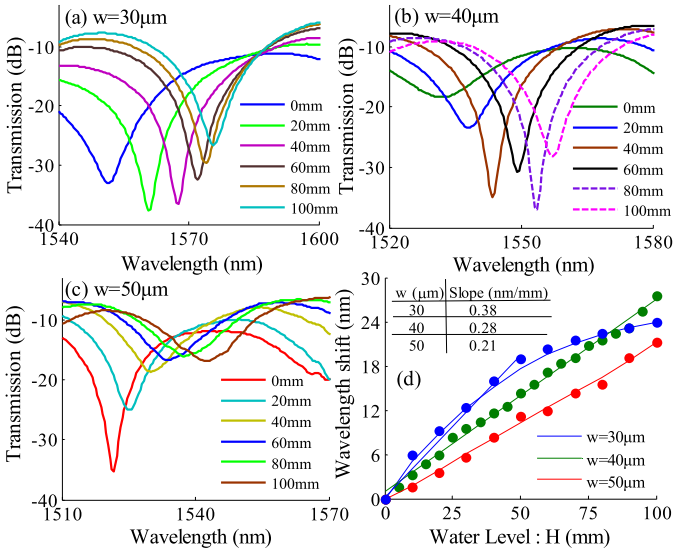 (a) w=30μm
Transmission (dB)
-10
-20
-30
-40
0mm
20mm
40mm
60mm
80mm
100mm
1540
1570
1600
Wavelength (nm)
(b) w=40μm
Transmission (dB)
-10
-20
-30
-40
0mm
20mm
40mm
60mm
80mm
100mm
1520
1550
1580
Wavelength (nm)
(c) w=50μm
Transmission (dB)
-10
-20
-30
-40
0mm
20mm
40mm
60mm
80mm
100mm
1510
1540
1570
Wavelength (nm)
(d)
Wavelength shift (nm)
30
24
18
12
6
0
w (μm) Slope (nm/mm)
30 0.38
40 0.28
50 0.21
w=30μm
w=40μm
w=50μm
0
25
50
75
100
Water Level : H (mm)